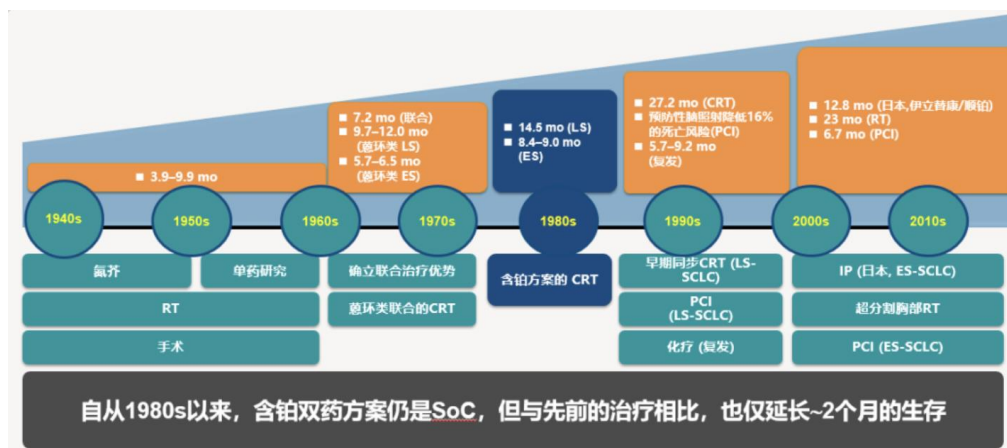 ■ 3.9–9.9 mo
■ 7.2 mo (联合)
■ 9.7–12.0 mo
(蒽环类 LS)
■ 5.7–6.5 mo
(蒽环类 ES)
■ 14.5 mo (LS)
■ 8.4–9.0 mo
(ES)
■ 27.2 mo (CRT)
■ 预防性脑照射降低16%
的死亡风险(PCI)
■ 5.7–9.2 mo
(复发)
■ 12.8 mo (日本,伊立替康/顺铂)
■ 23 mo (RT)
■ 6.7 mo (PCI)
1940s
1950s
1960s
1970s
1980s
1990s
2000s
2010s
氮芥
单药研究
RT
手术
确立联合治疗优势
蒽环类联合的CRT
含铂方案的 CRT
早期同步CRT (LS-
SCLC)
PCI
(LS-SCLC)
化疗 (复发)
IP (日本, ES-SCLC)
超分割胸部RT
PCI (ES-SCLC)
自从1980s以来，含铂双药方案仍是SoC，但与先前的治疗相比，也仅延长~2个月的生存